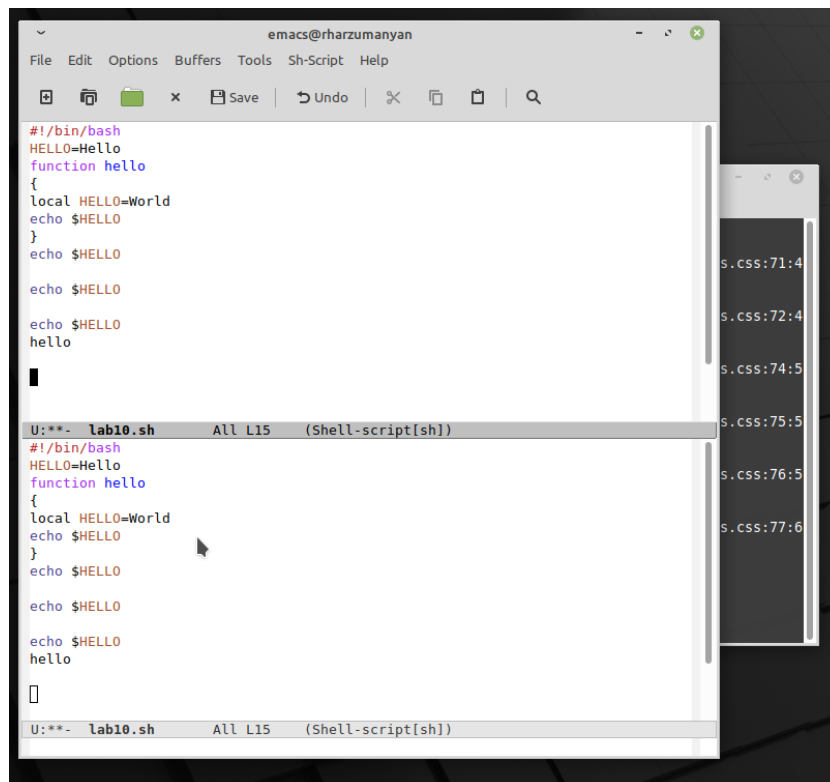 emacs@rharzumanyan
File Edit Options Buffers Tools Sh-Script Help
Save Undo
#!/bin/bash
HELLO=Hello
function hello
{
local HELLO=World
echo $HELLO
}
echo $HELLO
echo $HELLO
echo $HELLO
hello
U:**- lab10.sh All L15 (Shell-script[sh])
#!/bin/bash
HELLO=Hello
function hello
{
local HELLO=World
echo $HELLO
}
echo $HELLO
echo $HELLO
echo $HELLO
hello
U:**- lab10.sh All L15 (Shell-script[sh])
s.css:71:4
s.css:72:4
s.css:74:5
s.css:75:5
s.css:76:5
s.css:77:6